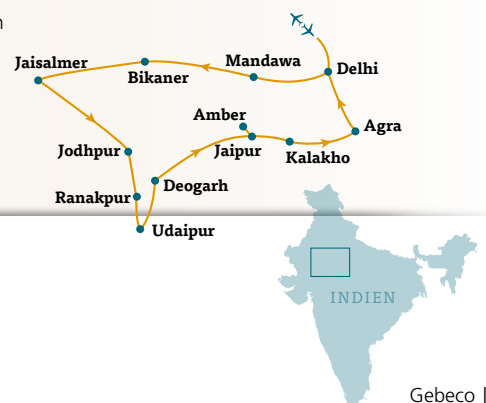 n
Jaisalmer
Mandawa
Bikaner
Delhi
Amber
Jaipur
Agra
Kalakho
Jodhpur
Deogarh
Ranakpur
Udaipur
INDIEN
Gebeco |